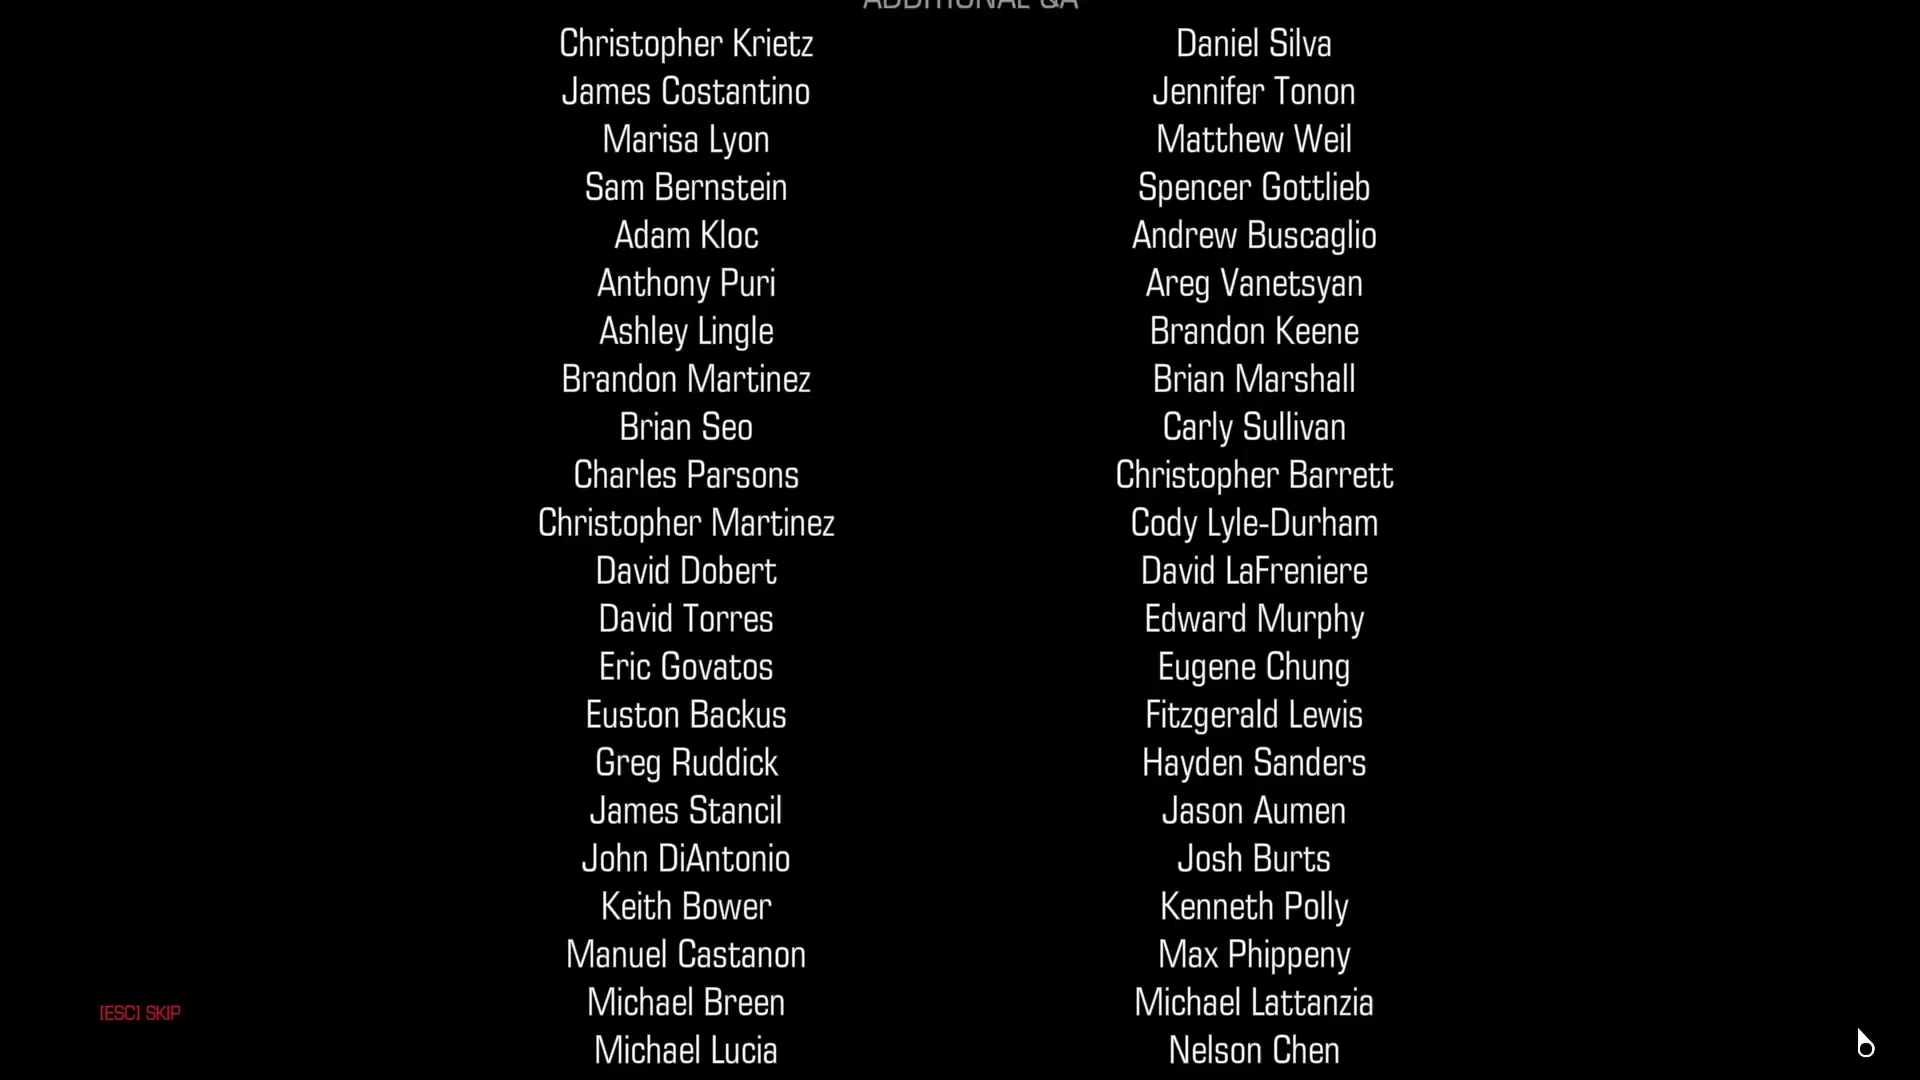 ADDITIONAL QA
Christopher Krietz Daniel Silva
James Costantino Jennifer Tonon
Marisa Lyon Matthew Weil
Sam Bernstein Spencer Gottlieb
Adam Kloc Andrew Buscaglio
Anthony Puri Areg Vanetsyan
Ashley Lingle Brandon Keene
Brandon Martinez Brian Marshall
Brian Seo Carly Sullivan
Charles Parsons Christopher Barrett
Christopher Martinez Cody Lyle-Durham
David Dobert David LaFreniere
David Torres Edward Murphy
Eric Govatos Eugene Chung
Euston Backus Fitzgerald Lewis
Greg Ruddick Hayden Sanders
James Stancil Jason Aumen
John DiAntonio Josh Burts
Keith Bower Kenneth Polly
Manuel Castanon Max Phippeny
Michael Breen Michael Lattanzia
[ESC] SKIP
Michael Lucia Nelson Chen